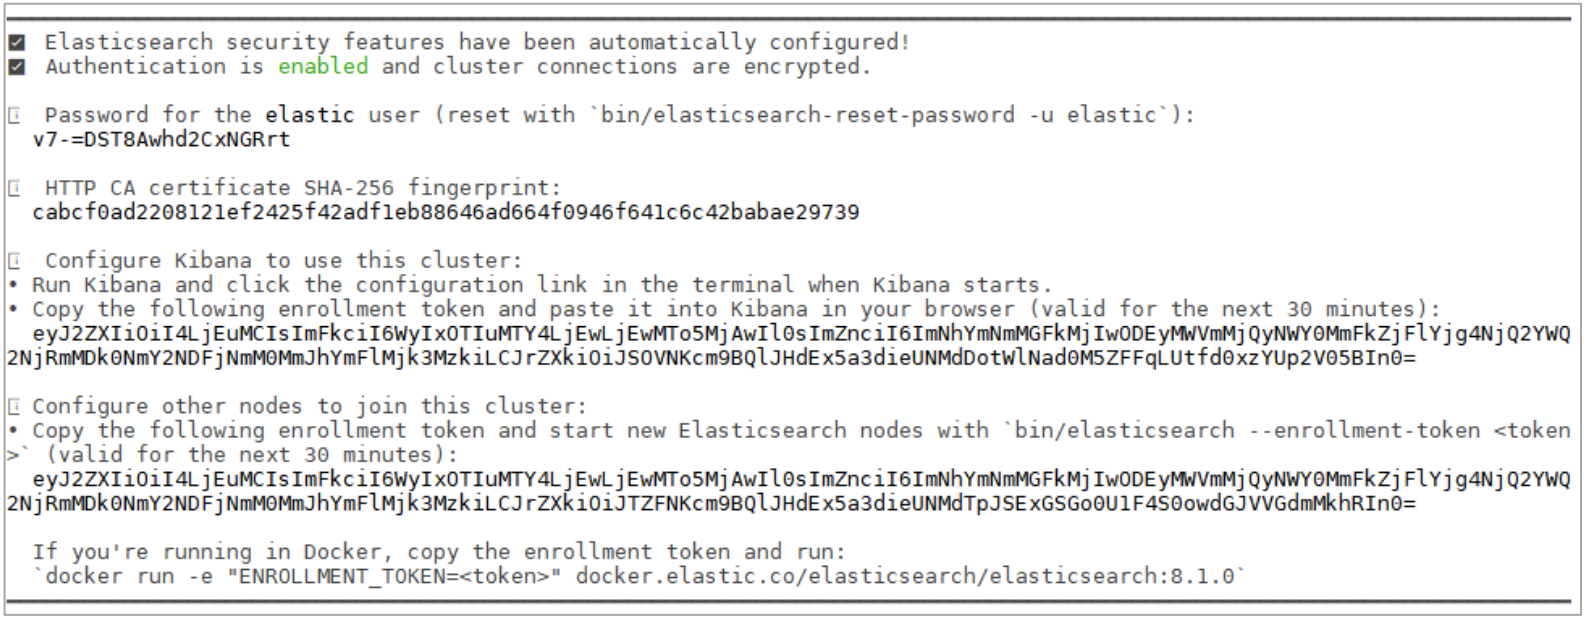 ☑ Elasticsearch security features have been automatically configured!
☑ Authentication is enabled and cluster connections are encrypted.
Password for the elastic user (reset with `bin/elasticsearch-reset-password -u elastic`):
v7-=DST8Awhd2CxNGRrt
HTTP CA certificate SHA-256 fingerprint:
cabcf0ad2208121ef2425f42adf1eb88646ad664f0946f641c6c42babae29739
Configure Kibana to use this cluster:
• Run Kibana and click the configuration link in the terminal when Kibana starts.
• Copy the following enrollment token and paste it into Kibana in your browser (valid for the next 30 minutes):
eyJ2ZXIiOiI4LjEuMCIsImFkciI6WyIxOTIuMTY4LjEwLjEwMTo5MjAwIl0sImZnciI6ImNhYmNmMGFkMjIwODEyMWVmMjQyNWY0MmFkZjFlYjg4NjQ2YWQ
2NjRmMDk0NmY2NDFjNmM0MmJhYmFlMjk3MzkiLCJrZXkiOiJSOVNKcm9BQlJHdEx5a3dieUNMdDotWlNad0M5ZFFqLUtfd0xzYUp2V05BIn0=
Configure other nodes to join this cluster:
• Copy the following enrollment token and start new Elasticsearch nodes with `bin/elasticsearch --enrollment-token <token
>` (valid for the next 30 minutes):
eyJ2ZXIiOiI4LjEuMCIsImFkciI6WyIxOTIuMTY4LjEwLjEwMTo5MjAwIl0sImZnciI6ImNhYmNmMGFkMjIwODEyMWVmMjQyNWY0MmFkZjFlYjg4NjQ2YWQ
2NjRmMDk0NmY2NDFjNmM0MmJhYmFlMjk3MzkiLCJrZXkiOiJTZFNKcm9BQlJHdEx5a3dieUNMdTpJSExGSGo0U1F4S0owdGJVVGdmMkhRIn0=
If you're running in Docker, copy the enrollment token and run:
`docker run -e "ENROLLMENT_TOKEN=<token>" docker.elastic.co/elasticsearch/elasticsearch:8.1.0`